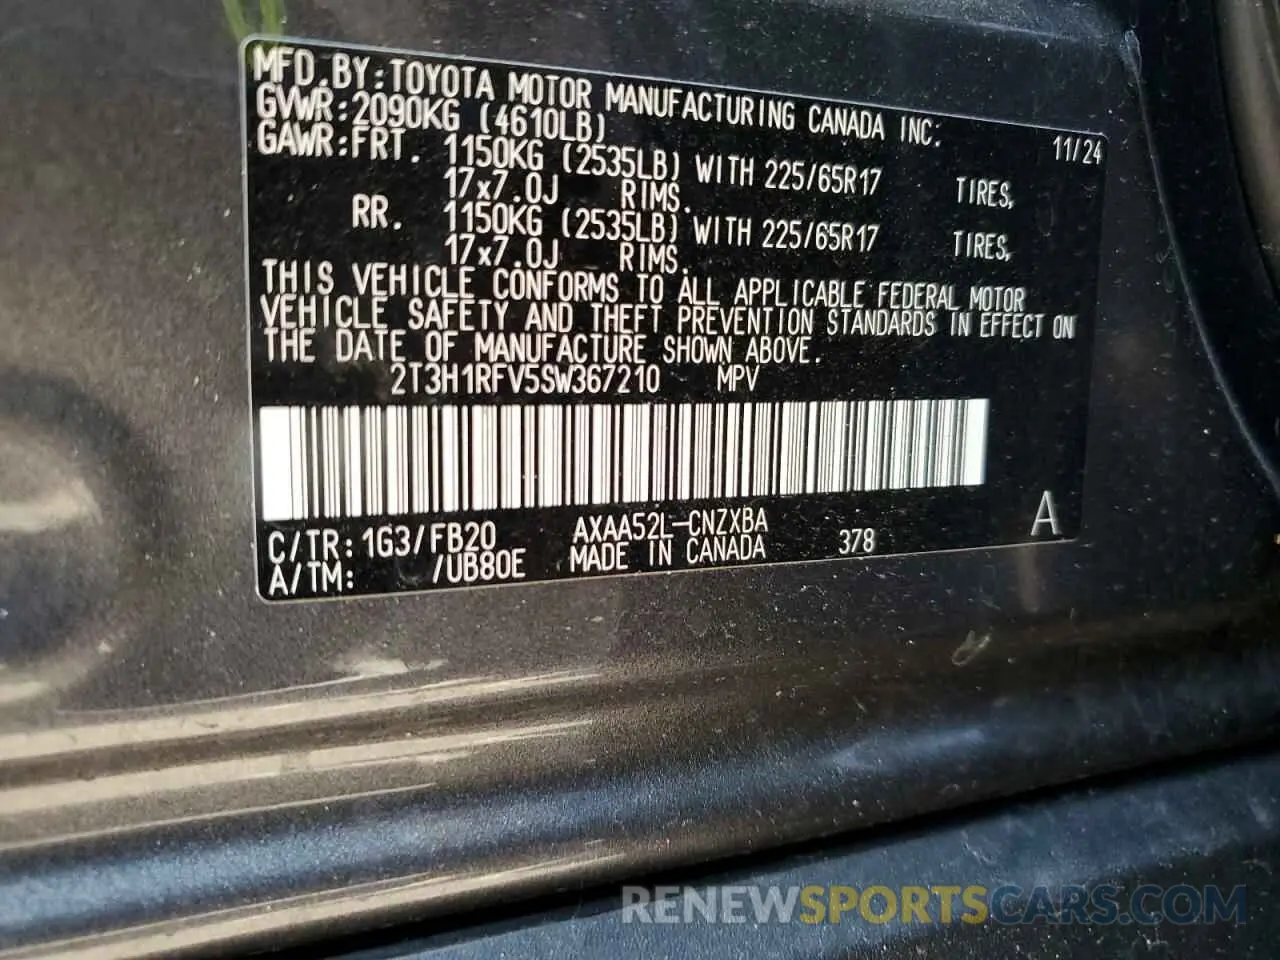 MFD.BY:TOYOTA MOTOR MANUFACTURING CANADA INC. 11/24
GVWR:2090KG (4610LB)
GAWR:FRT. 1150KG (2535LB) WITH 225/65R17 TIRES,
17x7.0J RIMS.
RR. 1150KG (2535LB) WITH 225/65R17 TIRES,
17x7.0J RIMS.
THIS VEHICLE CONFORMS TO ALL APPLICABLE FEDERAL MOTOR
VEHICLE SAFETY AND THEFT PREVENTION STANDARDS IN EFFECT ON
THE DATE OF MANUFACTURE SHOWN ABOVE.
2T3H1RFV5SW367210 MPV
C/TR:1G3/FB20 AXAA52L-CNZXBA A
A/TM: /UB80E MADE IN CANADA 378
RENEWSPORTSCARS.COM